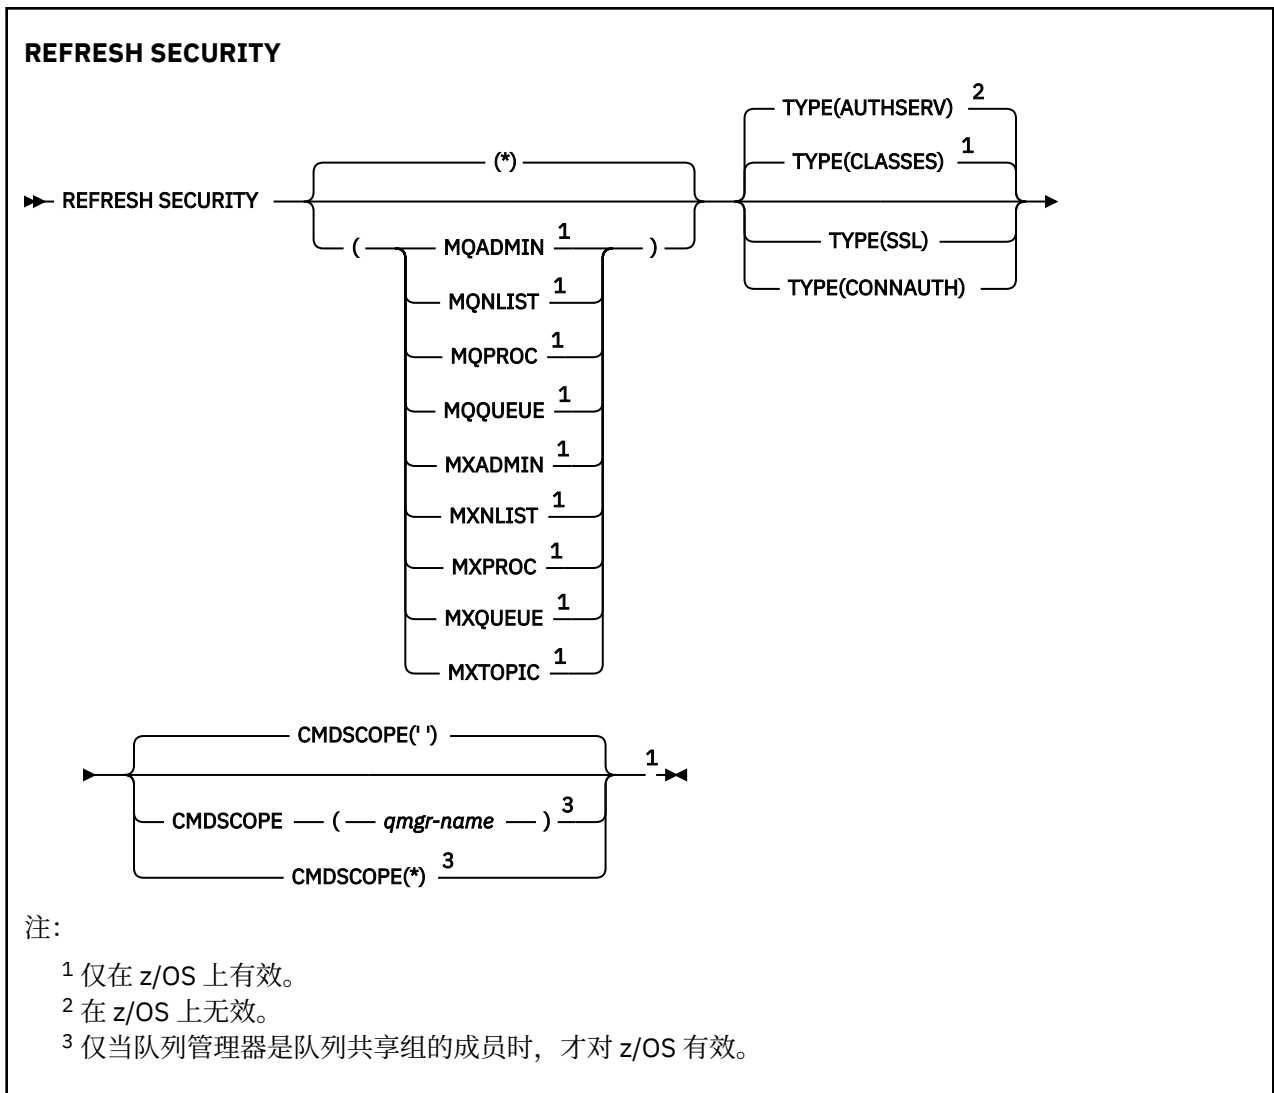 REFRESH SECURITY
REFRESH SECURITY
(*)
( MQADMIN 1 )
MQNLIST 1
MQPROC 1
MQQUEUE 1
MXADMIN 1
MXNLIST 1
MXPROC 1
MXQUEUE 1
MXTOPIC 1
TYPE(AUTHSERV) 2
TYPE(CLASSES) 1
TYPE(SSL)
TYPE(CONNAUTH)
CMDSCOPE(' ')
1
CMDSCOPE ( qmgr-name ) 3
CMDSCOPE(*) 3
注：
1 仅在 z/OS 上有效。
2 在 z/OS 上无效。
3 仅当队列管理器是队列共享组的成员时，才对 z/OS 有效。